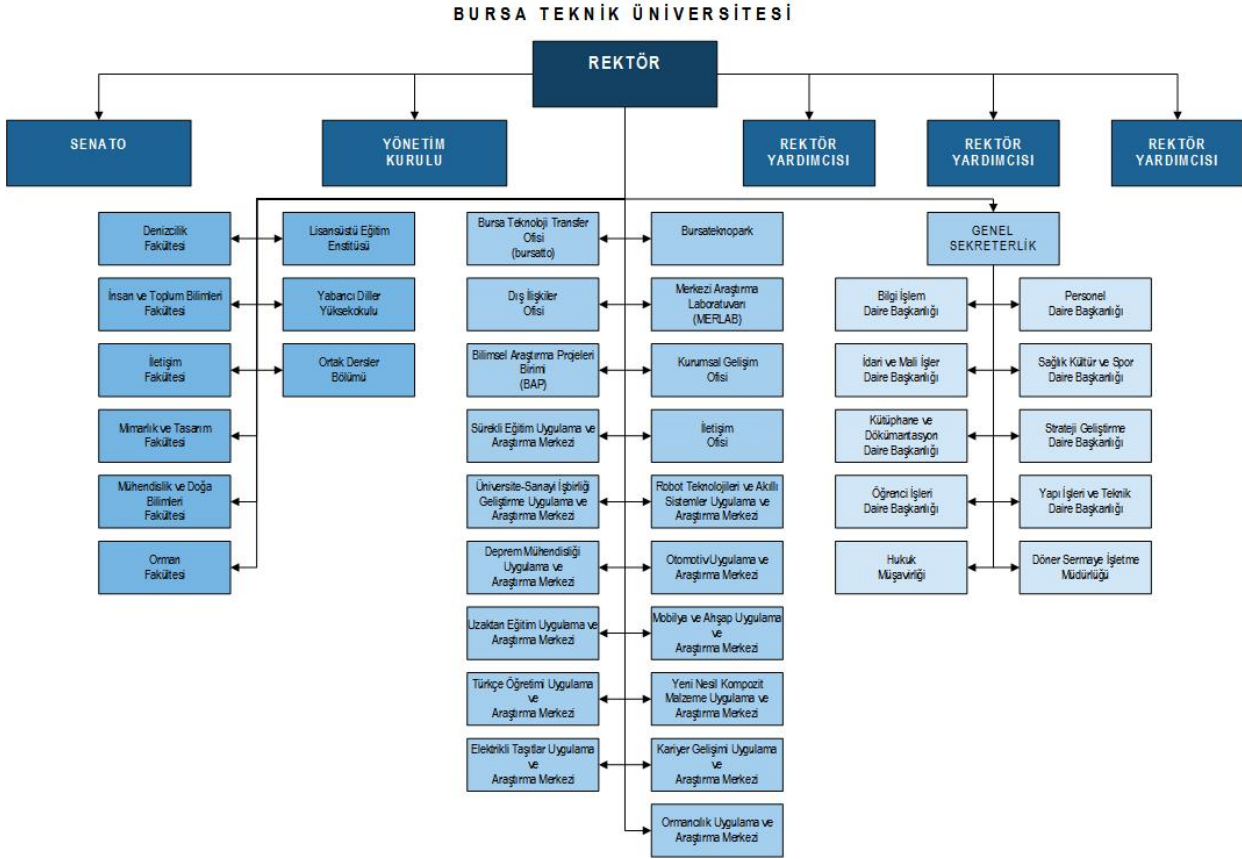 BURSA TEKNİK ÜNİVERSİTESİ
REKTÖR
SENATO
YÖNETİM
KURULU
REKTÖR
YARDIMCISI
REKTÖR
YARDIMCISI
REKTÖR
YARDIMCISI
Denizcilik
Fakültesi
Lisansüstü Eğitim
Enstitüsü
İnsan ve Toplum Bilimleri
Fakültesi
Yabancı Diller
Yüksekokulu
İletişim
Fakültesi
Ortak Dersler
Bölümü
Mimarlık ve Tasarım
Fakültesi
Mühendislik ve Doğa
Bilimleri
Fakültesi
Orman
Fakültesi
Bursa Teknoloji Transfer
Ofisi
(bursatto)
Bursateknopark
Dış İlişkiler
Ofisi
Merkezi Araştırma
Laboratuvarı
(MERLAB)
Bilimsel Araştırma Projeleri
Birimi
(BAP)
Kurumsal Gelişim
Ofisi
Sürekli Eğitim Uygulama ve
Araştırma Merkezi
İletişim
Ofisi
Üniversite-Sanayi İşbirliği
Geliştirme Uygulama ve
Araştırma Merkezi
Robot Teknolojileri ve Akıllı
Sistemler Uygulama ve
Araştırma Merkezi
Deprem Mühendisliği
Uygulama ve
Araştırma Merkezi
Otomotiv Uygulama ve
Araştırma Merkezi
Uzaktan Eğitim Uygulama ve
Araştırma Merkezi
Mobilya ve Ahşap Uygulama
ve
Araştırma Merkezi
Türkçe Öğretimi Uygulama
ve
Araştırma Merkezi
Yeni Nesil Kompozit
Malzeme Uygulama ve
Araştırma Merkezi
Elektrikli Taşıtlar Uygulama
ve
Araştırma Merkezi
Kariyer Gelişimi Uygulama
ve
Araştırma Merkezi
Ormancılık Uygulama ve
Araştırma Merkezi
GENEL
SEKRETERLİK
Bilgi İşlem
Daire Başkanlığı
Personel
Daire Başkanlığı
İdari ve Mali İşler
Daire Başkanlığı
Sağlık Kültür ve Spor
Daire Başkanlığı
Kütüphane ve
Dökümantasyon
Daire Başkanlığı
Strateji Geliştirme
Daire Başkanlığı
Öğrenci İşleri
Daire Başkanlığı
Yapı İşleri ve Teknik
Daire Başkanlığı
Hukuk
Müşavirliği
Döner Sermaye İşletme
Müdürlüğü